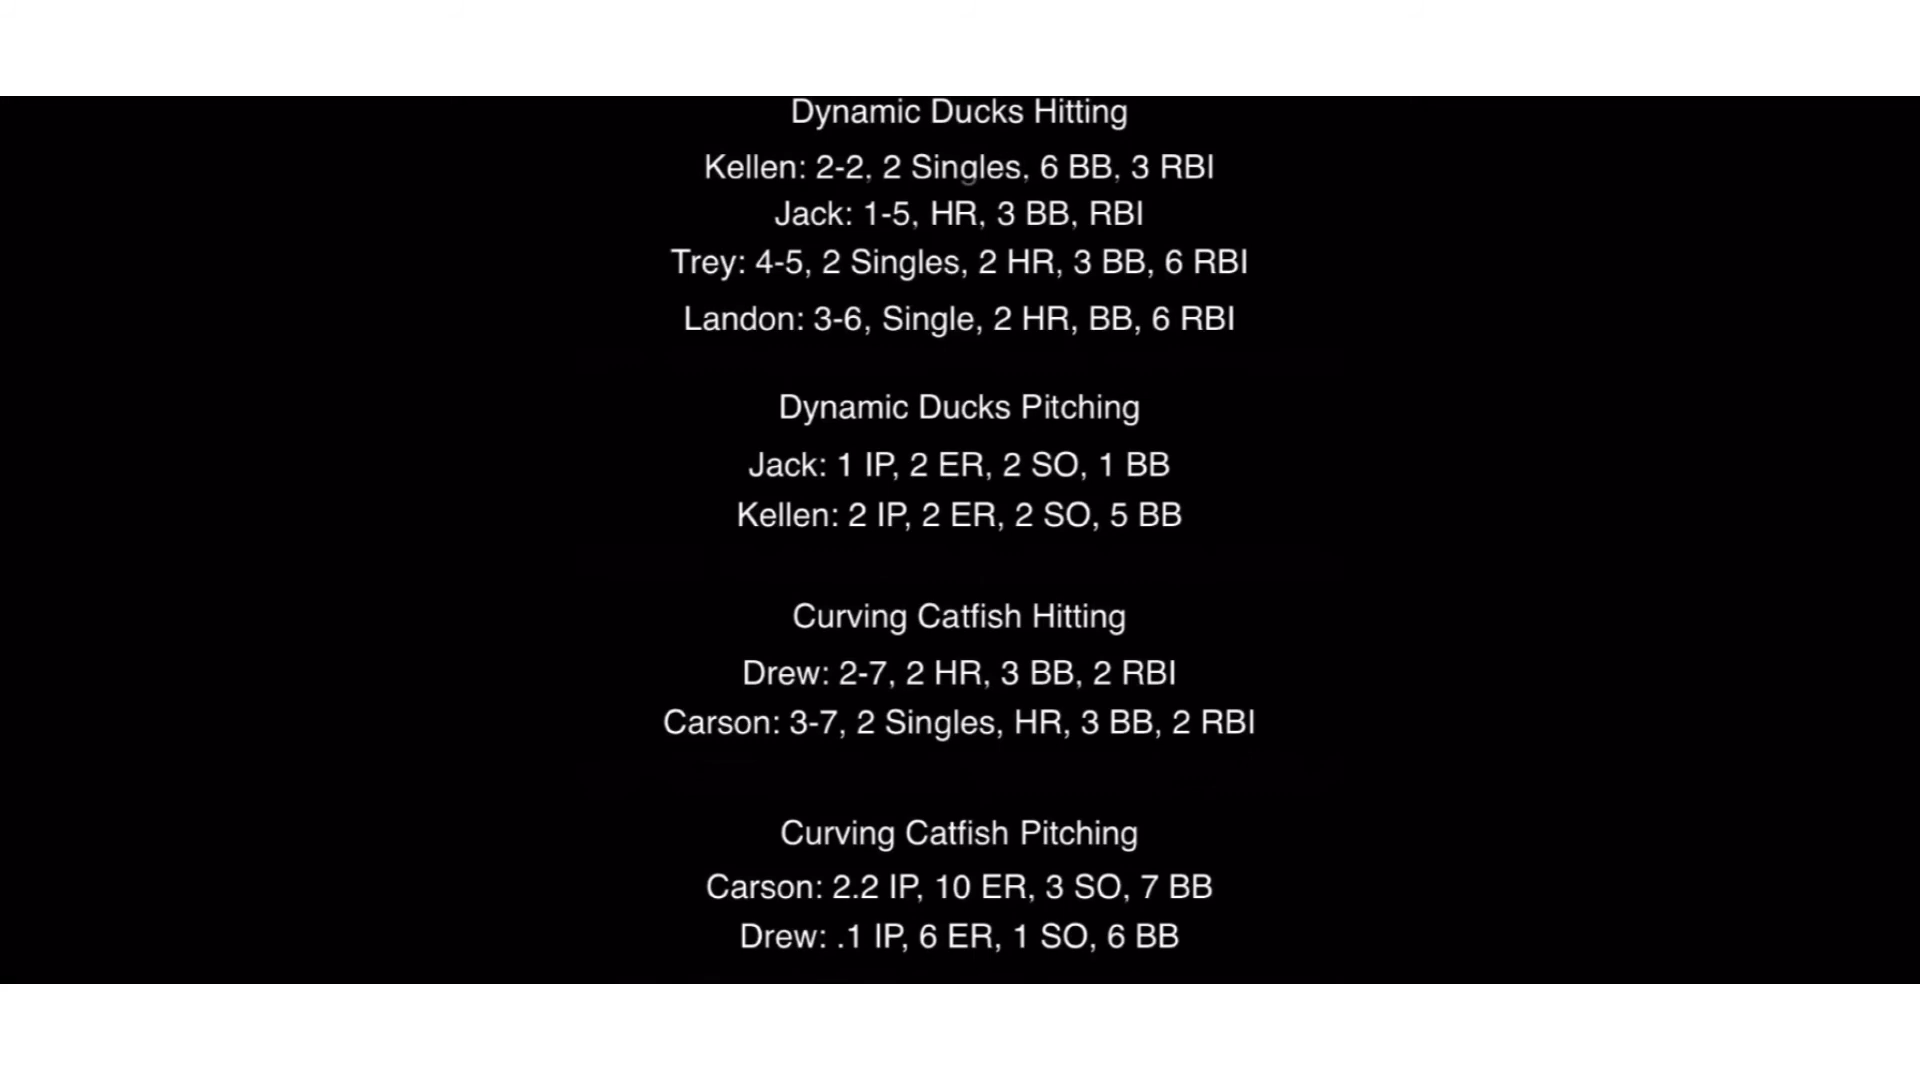 Dynamic Ducks Hitting
Kellen: 2-2, 2 Singles, 6 BB, 3 RBI
Jack: 1-5, HR, 3 BB, RBI
Trey: 4-5, 2 Singles, 2 HR, 3 BB, 6 RBI
Landon: 3-6, Single, 2 HR, BB, 6 RBI
Dynamic Ducks Pitching
Jack: 1 IP, 2 ER, 2 SO, 1 BB
Kellen: 2 IP, 2 ER, 2 SO, 5 BB
Curving Catfish Hitting
Drew: 2-7, 2 HR, 3 BB, 2 RBI
Carson: 3-7, 2 Singles, HR, 3 BB, 2 RBI
Curving Catfish Pitching
Carson: 2.2 IP, 10 ER, 3 SO, 7 BB
Drew: .1 IP, 6 ER, 1 SO, 6 BB